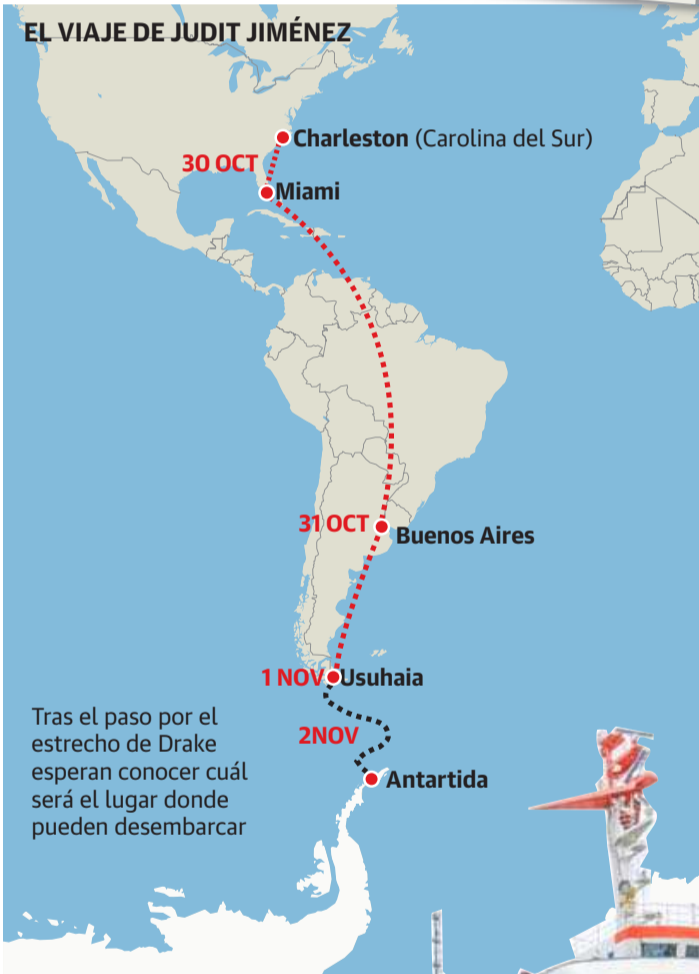 EL VIAJE DE JUDIT JIMÉNEZ
Charleston (Carolina del Sur)
30 OCT
Miami
31 OCT
Buenos Aires
1 NOV
Usuhaia
2NOV
Tras el paso por el
estrecho de Drake
esperan conocer cuál
será el lugar donde
pueden desembarcar
Antartida